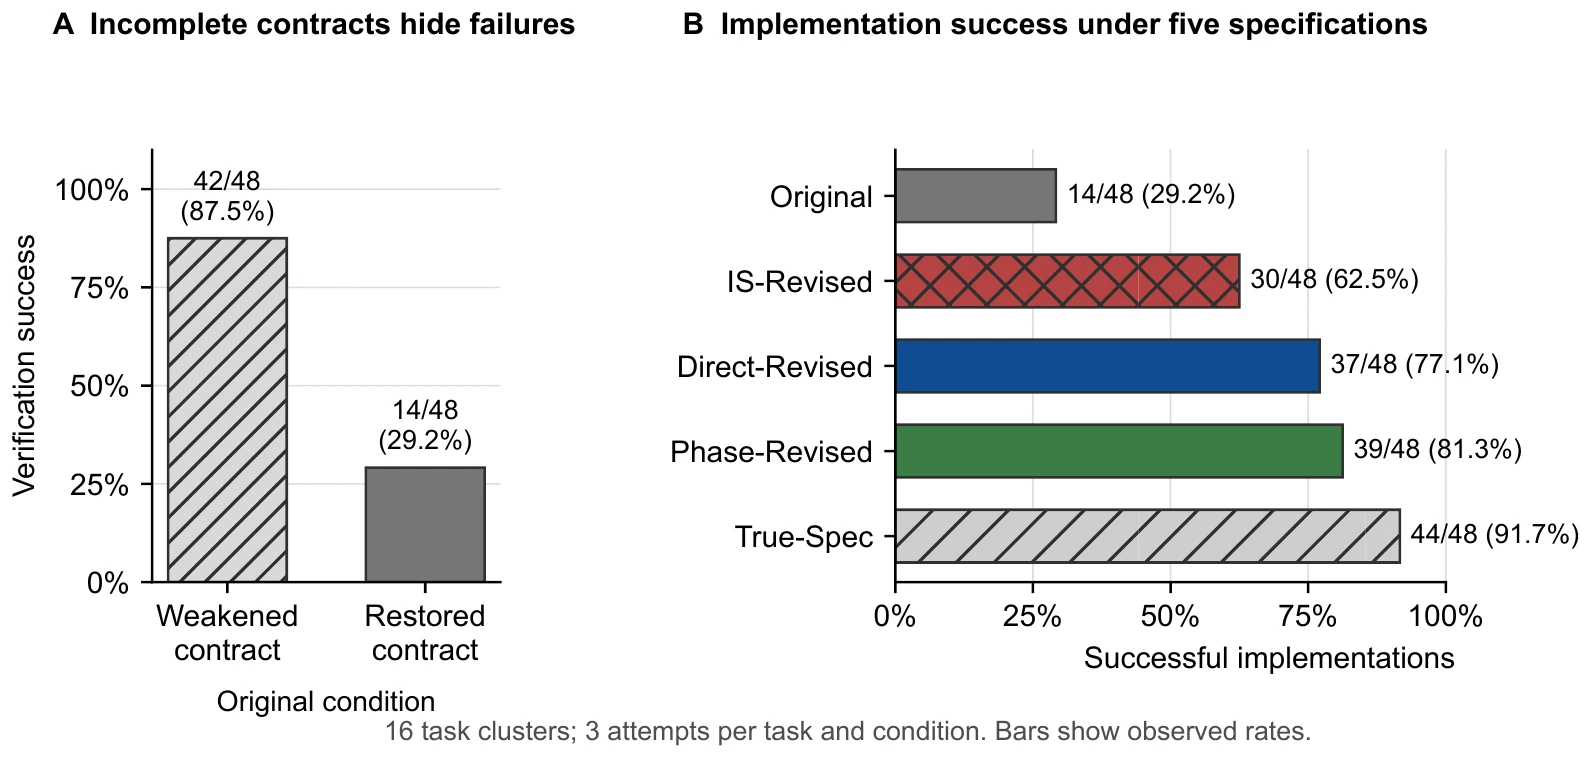 A Incomplete contracts hide failures
Verification success
100%
75%
50%
25%
0%
42/48
(87.5%)
14/48
(29.2%)
Weakened
contract
Restored
contract
Original condition
B Implementation success under five specifications
Original
14/48 (29.2%)
IS-Revised
30/48 (62.5%)
Direct-Revised
37/48 (77.1%)
Phase-Revised
39/48 (81.3%)
True-Spec
44/48 (91.7%)
0%
25%
50%
75%
100%
Successful implementations
16 task clusters; 3 attempts per task and condition. Bars show observed rates.